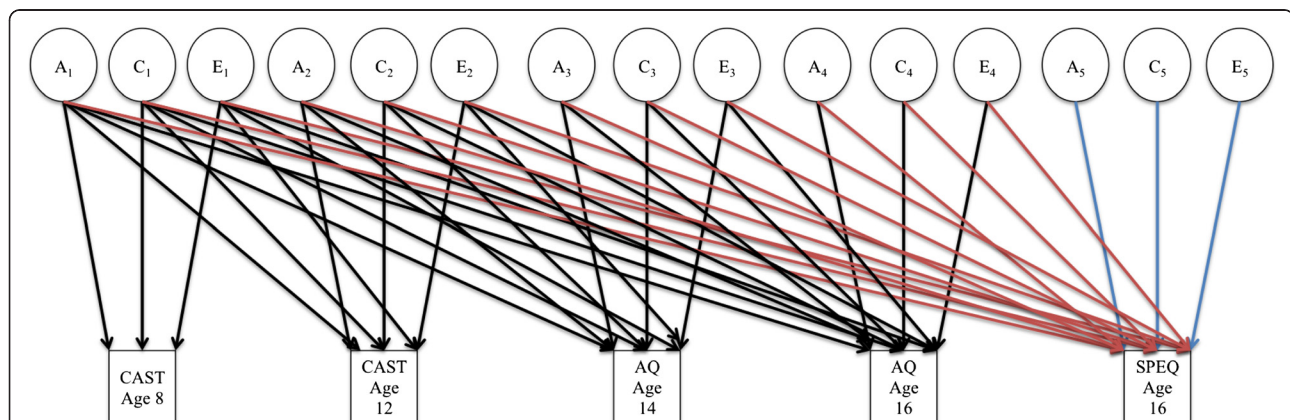 A₁ C₁ E₁ A₂ C₂ E₂ A₃ C₃ E₃ A₄ C₄ E₄ A₅ C₅ E₅
CAST
Age 8
CAST
Age
12
AQ
Age
14
AQ
Age
16
SPEQ
Age
16